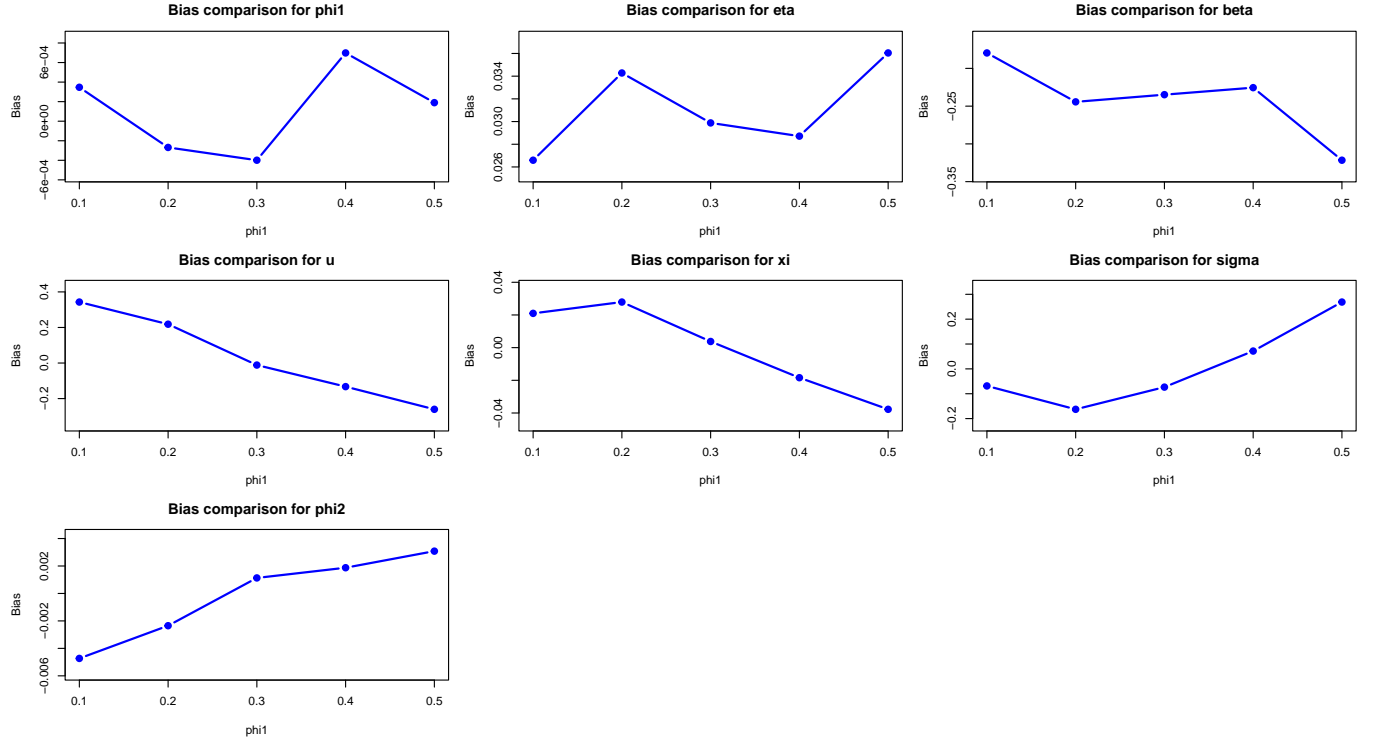 Bias comparison for phi1
Bias
6e−04
0e+00
−6e−04
0.1 0.2 0.3 0.4 0.5
phi1
Bias comparison for eta
Bias
0.034
0.030
0.026
0.1 0.2 0.3 0.4 0.5
phi1
Bias comparison for beta
Bias
−0.25
−0.35
0.1 0.2 0.3 0.4 0.5
phi1
Bias comparison for u
Bias
0.4
0.2
0.0
−0.2
0.1 0.2 0.3 0.4 0.5
phi1
Bias comparison for xi
Bias
0.04
0.00
−0.04
0.1 0.2 0.3 0.4 0.5
phi1
Bias comparison for sigma
Bias
0.2
0.0
−0.2
0.1 0.2 0.3 0.4 0.5
phi1
Bias comparison for phi2
Bias
0.002
−0.002
−0.006
0.1 0.2 0.3 0.4 0.5
phi1